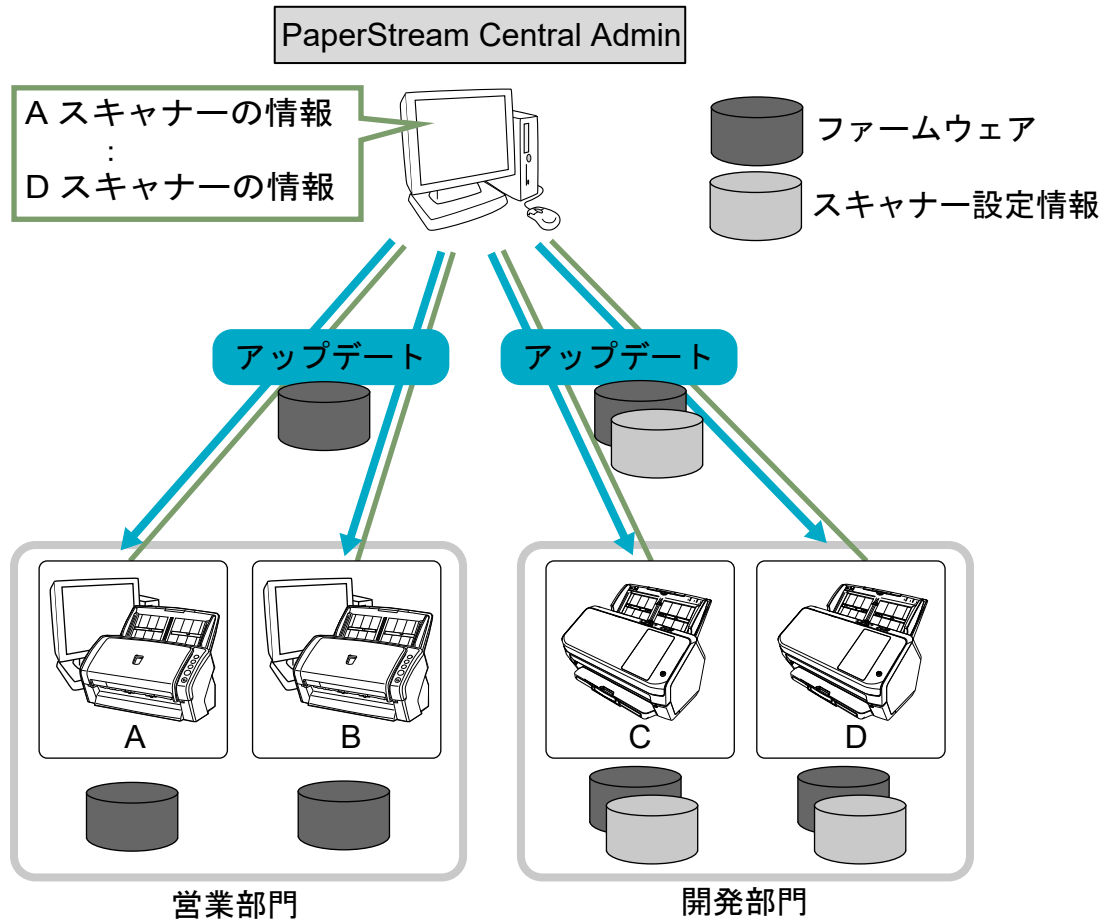 PaperStream Central Admin
A スキャナーの情報
:
D スキャナーの情報
ファームウェア
スキャナー設定情報
アップデート
アップデート
A
B
C
D
営業部門
開発部門